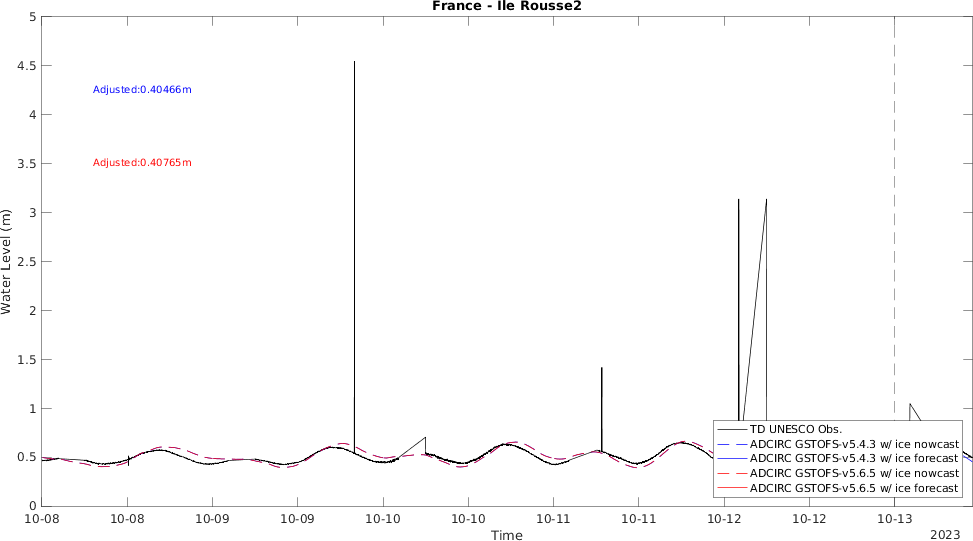 France - Ile Rousse2
5
4.5
4
3.5
3
2.5
2
1.5
1
0.5
0
Water Level (m)
Adjusted:0.40466m
Adjusted:0.40765m
TD UNESCO Obs.
ADCIRC GSTOFS-v5.4.3 w/ ice nowcast
ADCIRC GSTOFS-v5.4.3 w/ ice forecast
ADCIRC GSTOFS-v5.6.5 w/ ice nowcast
ADCIRC GSTOFS-v5.6.5 w/ ice forecast
10-08 10-08 10-09 10-09 10-10 10-10 10-11 10-11 10-12 10-12 10-13
Time
2023